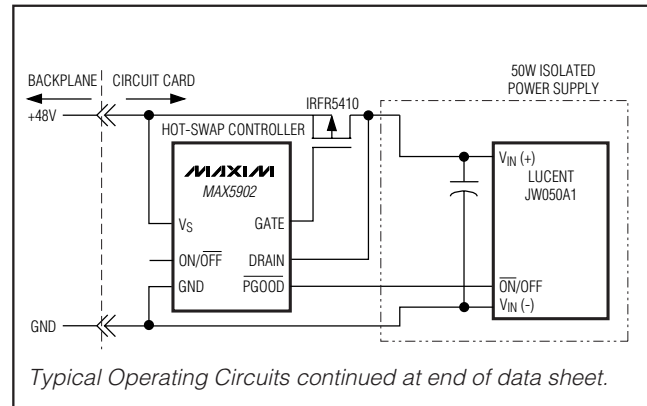 50W ISOLATED
POWER SUPPLY
BACKPLANE
CIRCUIT CARD
IRFR5410
+48V
HOT-SWAP CONTROLLER
MAXIM
MAX5902
VS
GATE
ON/OFF
DRAIN
GND
PGOOD
VIN (+)
LUCENT
JW050A1
ON/OFF
VIN (-)
GND
Typical Operating Circuits continued at end of data sheet.